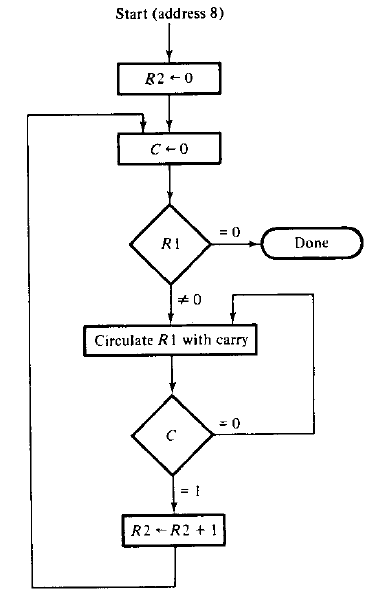 Start (address 8)
R2 ← 0
C ← 0
R1
= 0
Done
≠ 0
Circulate R1 with carry
C
= 0
= 1
R2 ← R2 + 1